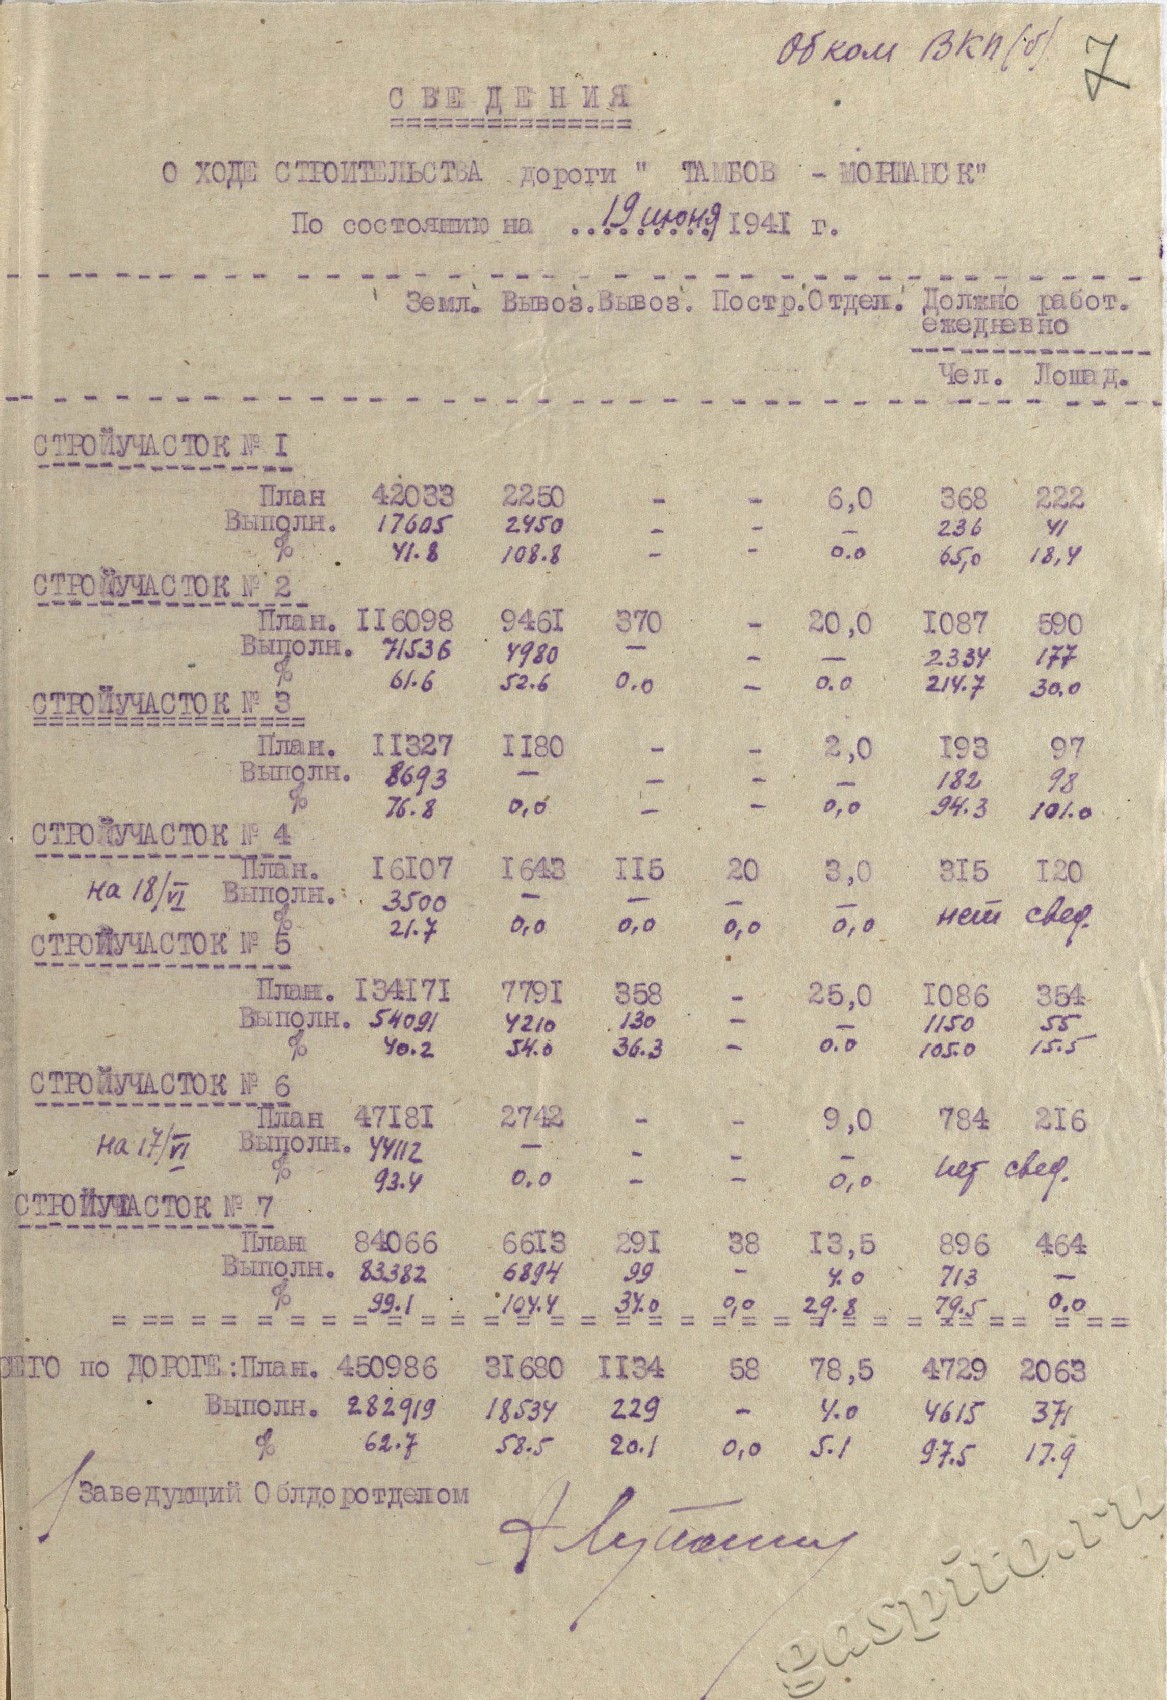 Обком ВКП(б) 7
СВЕДЕНИЯ
О ХОДЕ СТРОИТЕЛЬСТВА дороги " ТАМБОВ - МОРШАНСК"
По состоянию на 19 июня 1941 г.
Земл. Вывоз. Вывоз. Постр. Отдел. Должно работ.
ежедневно
Чел. Лошад.
СТРОЙУЧАСТОК № 1
План 42033 2250 - - 6,0 368 222
Выполн. 17605 2450 - - - 236 41
% 41.8 108.8 - - 0.0 65,0 18,4
СТРОЙУЧАСТОК № 2
План. 116098 9461 370 - 20,0 1087 590
Выполн. 71536 4980 - - - 2334 177
% 61.6 52.6 0.0 - 0.0 214.7 30.0
СТРОЙУЧАСТОК № 3
План. 11327 1180 - - 2,0 193 97
Выполн. 8693 - - - - 182 98
% 76.8 0,0 - - 0,0 94.3 101.0
СТРОЙУЧАСТОК № 4
План. 16107 1643 115 20 3,0 315 120
на 18/VI Выполн. 3500 - - - - нет свед.
% 21.7 0,0 0,0 0,0 0,0
СТРОЙУЧАСТОК № 5
План. 134171 7791 358 - 25,0 1086 354
Выполн. 54091 4210 130 - - 1150 55
% 40.2 54.0 36.3 - 0.0 105.0 15.5
СТРОЙУЧАСТОК № 6
План 47181 2742 - - 9,0 784 216
на 17/VI Выполн. 44112 - - - - нет свед.
% 93.4 0.0 - - 0,0
СТРОЙУЧАСТОК № 7
План 84066 6613 291 38 13,5 896 464
Выполн. 83382 6894 99 - 4.0 713 -
% 99.1 104.4 34.0 0,0 29.8 79.5 0.0
СЕГО по ДОРОГЕ: План. 450986 31680 1134 58 78,5 4729 2063
Выполн. 282919 18534 229 - 4.0 4615 371
% 62.7 58.5 20.1 0,0 5.1 97.5 17.9
Заведующий Облдоротделом
gaspito.ru